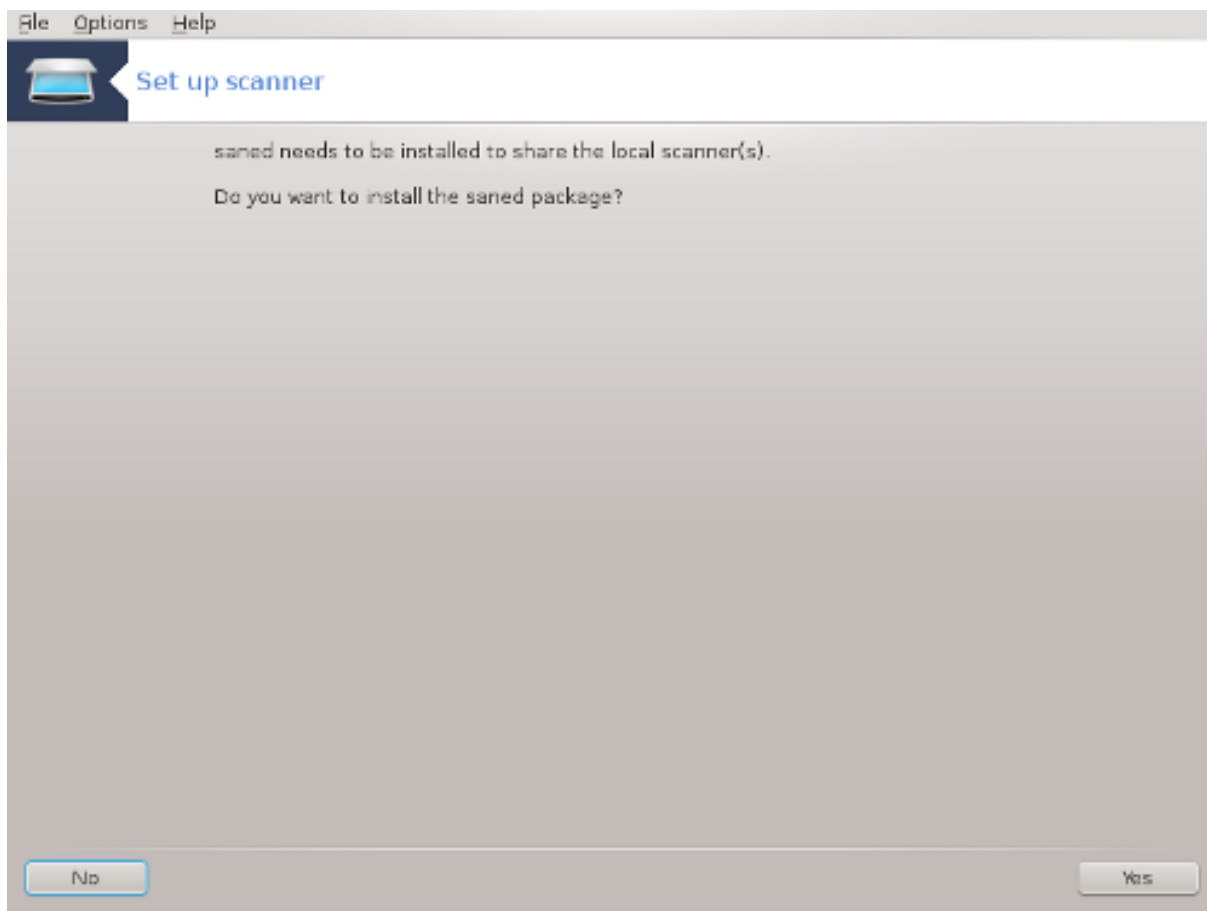 File Options Help
Set up scanner
saned needs to be installed to share the local scanner(s).
Do you want to install the saned package?
No Yes